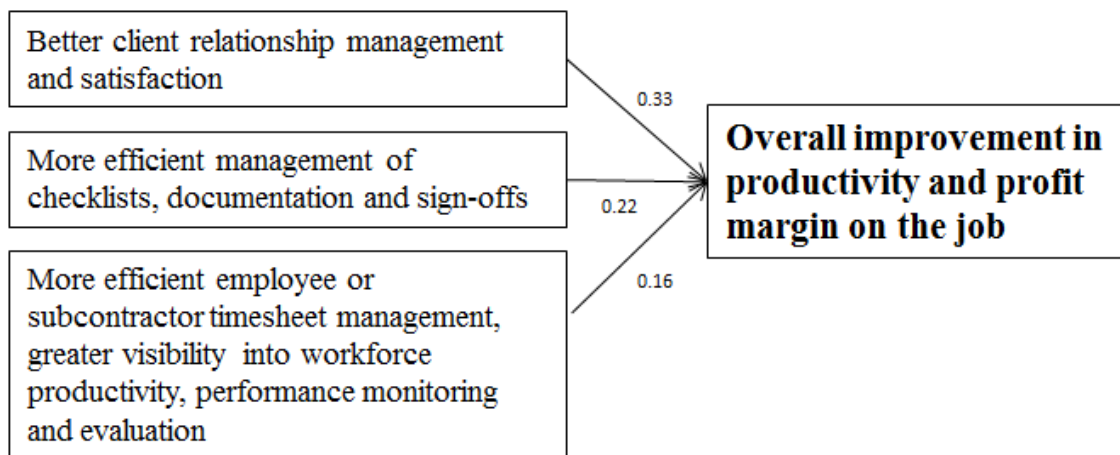 Better client relationship management
and satisfaction
0.33
More efficient management of
checklists, documentation and sign-offs
0.22
More efficient employee or
subcontractor timesheet management,
greater visibility into workforce
productivity, performance monitoring
and evaluation
0.16
Overall improvement in
productivity and profit
margin on the job